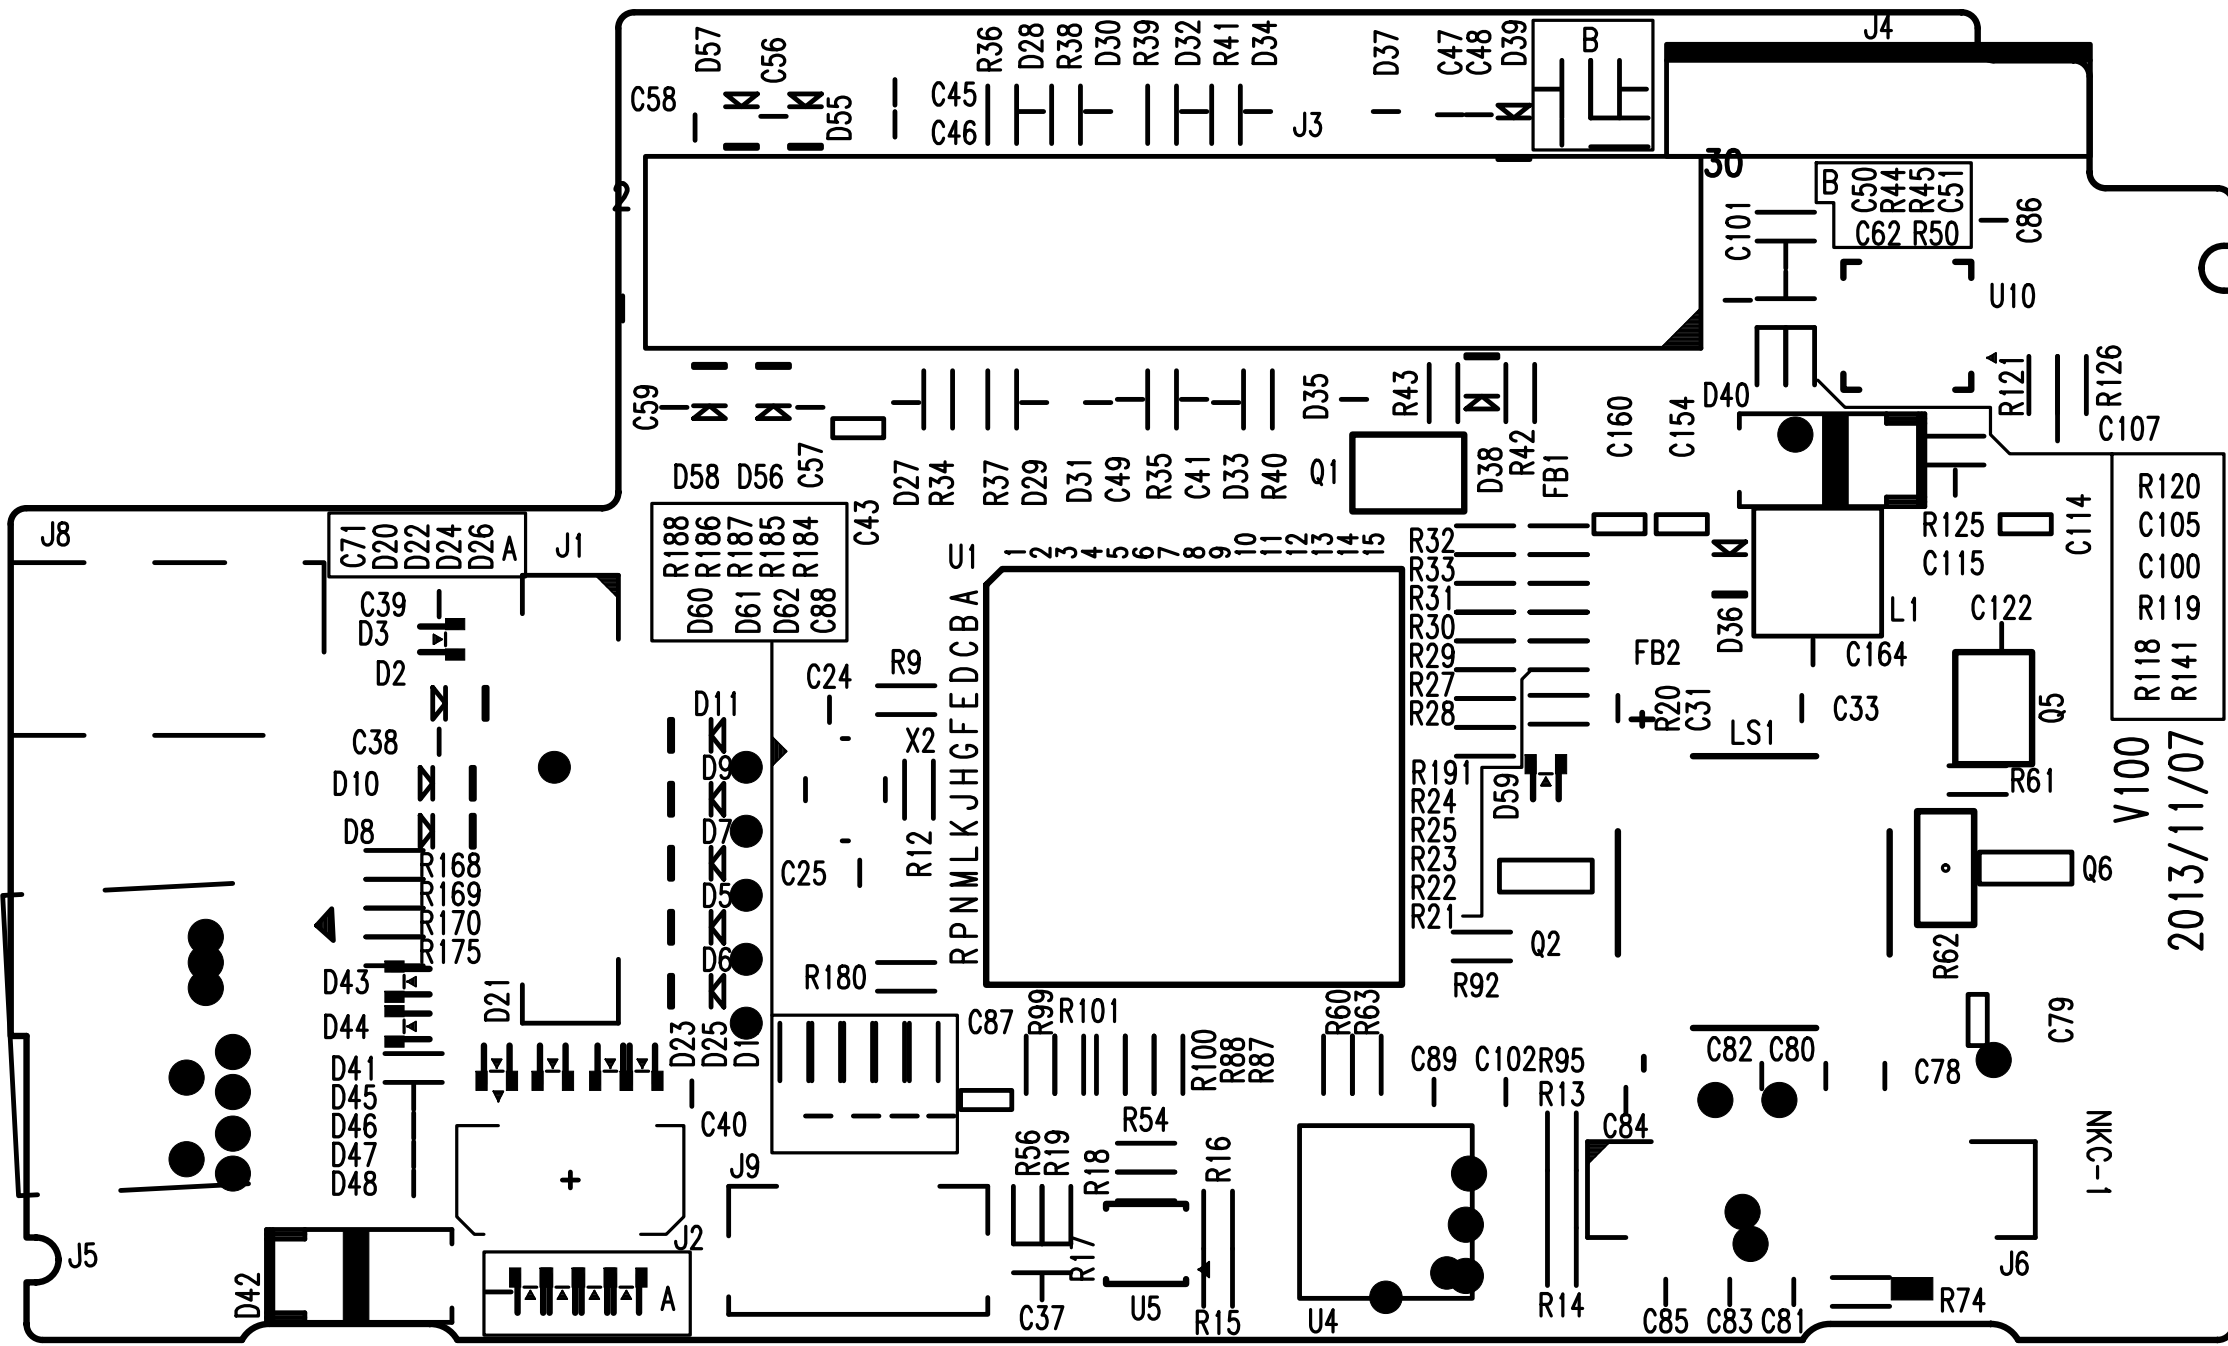 D57
C56
C58
D55
C45
C46
R36
D28
R38
D30
R39
D32
R41
D34
J3
D37
C47
C48
D39
B
J4
2
30
B
C50
R44
R45
C51
C62 R50
C101
C86
U10
C59
D58 D56
C57
D27
R34
R37
D29
D31
C49
R35
C41
D33
R40
D35
Q1
R43
D38
R42
FB1
C160
C154
D40
R121
R126
C107
R120
C105
C100
R119
R118
R141
R125
C115
C114
J8
C71
D20
D22
D24
D26
A
J1
R188
R186
R187
R185
R184
D60
D61
D62
C88
C43
U1
1
2
3
4
5
6
7
8
9
10
11
12
13
14
15
A
B
C
D
E
F
G
H
J
K
L
M
N
P
R
R32
R33
R31
R30
R29
R27
R28
R191
R24
R25
R23
R22
R21
C39
D3
D2
C38
D10
D8
R168
R169
R170
R175
D43
D44
D41
D45
D46
D47
D48
D21
D11
D9
D7
D5
D6
D23
D25
D1
C24
R9
X2
R12
C25
R180
C87
FB2
R20
C31
D36
L1
C164
C33
LS1
C122
Q5
R61
V100
2013/11/07
Q6
R62
D59
Q2
R92
R99
R101
R100
R88
R87
R60
R63
C89
C102
R95
R13
C84
C82 C80
C78
C79
NKC-1
C40
J9
R56
R19
R18
R54
R16
J5
D42
J2
A
R17
C37
U5
R15
U4
R14
C85
C83
C81
R74
J6